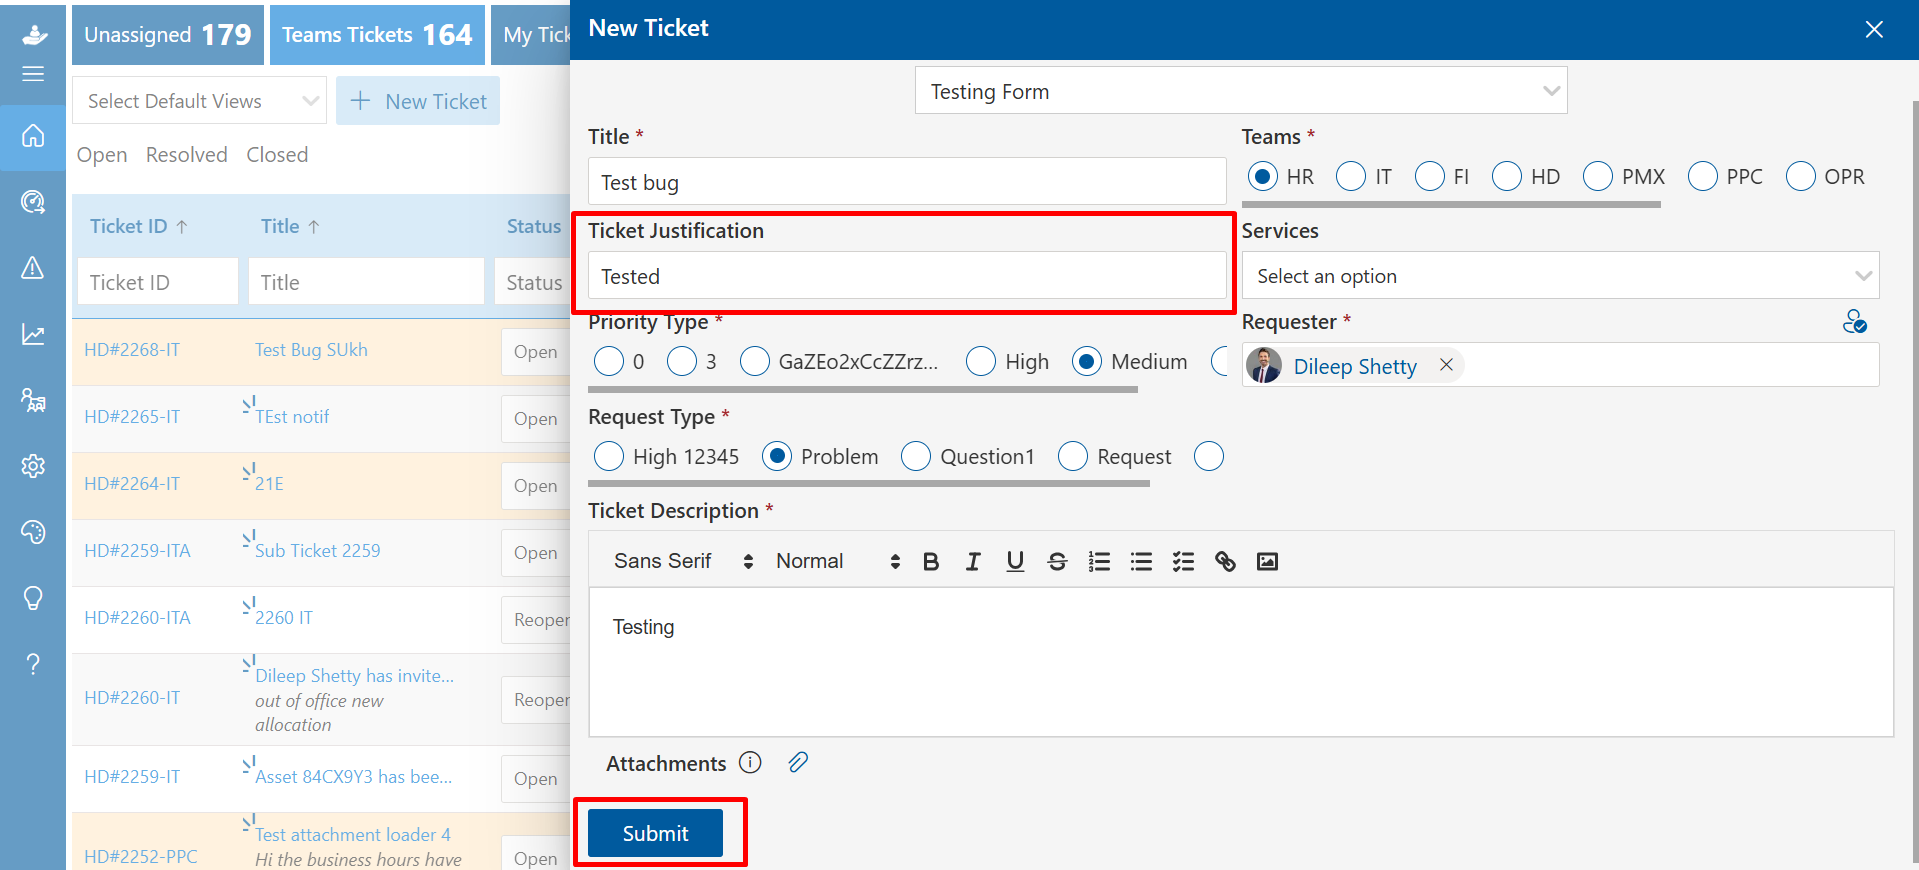 Unassigned 179
Teams Tickets 164
My Tick
Select Default Views
New Ticket
Open Resolved Closed
Ticket ID ↑ Title ↑ Status
Ticket ID Title Status
HD#2268-IT Test Bug SUkh Open
HD#2265-IT TEst notif Open
HD#2264-IT 21E Open
HD#2259-ITA Sub Ticket 2259 Open
HD#2260-ITA 2260 IT Reoper
HD#2260-IT Dileep Shetty has invite... Reoper
out of office new
allocation
HD#2259-IT Asset 84CX9Y3 has bee... Open
HD#2252-PPC Test attachment loader 4 Open
Hi the business hours have
New Ticket
Testing Form
Title *
Test bug
Teams *
HR IT FI HD PMX PPC OPR
Ticket Justification
Tested
Services
Select an option
Priority Type *
0 3 GaZEo2xCcZZrz... High Medium
Requester *
Dileep Shetty
Request Type *
High 12345 Problem Question1 Request
Ticket Description *
Sans Serif Normal B I U S
Testing
Attachments
Submit